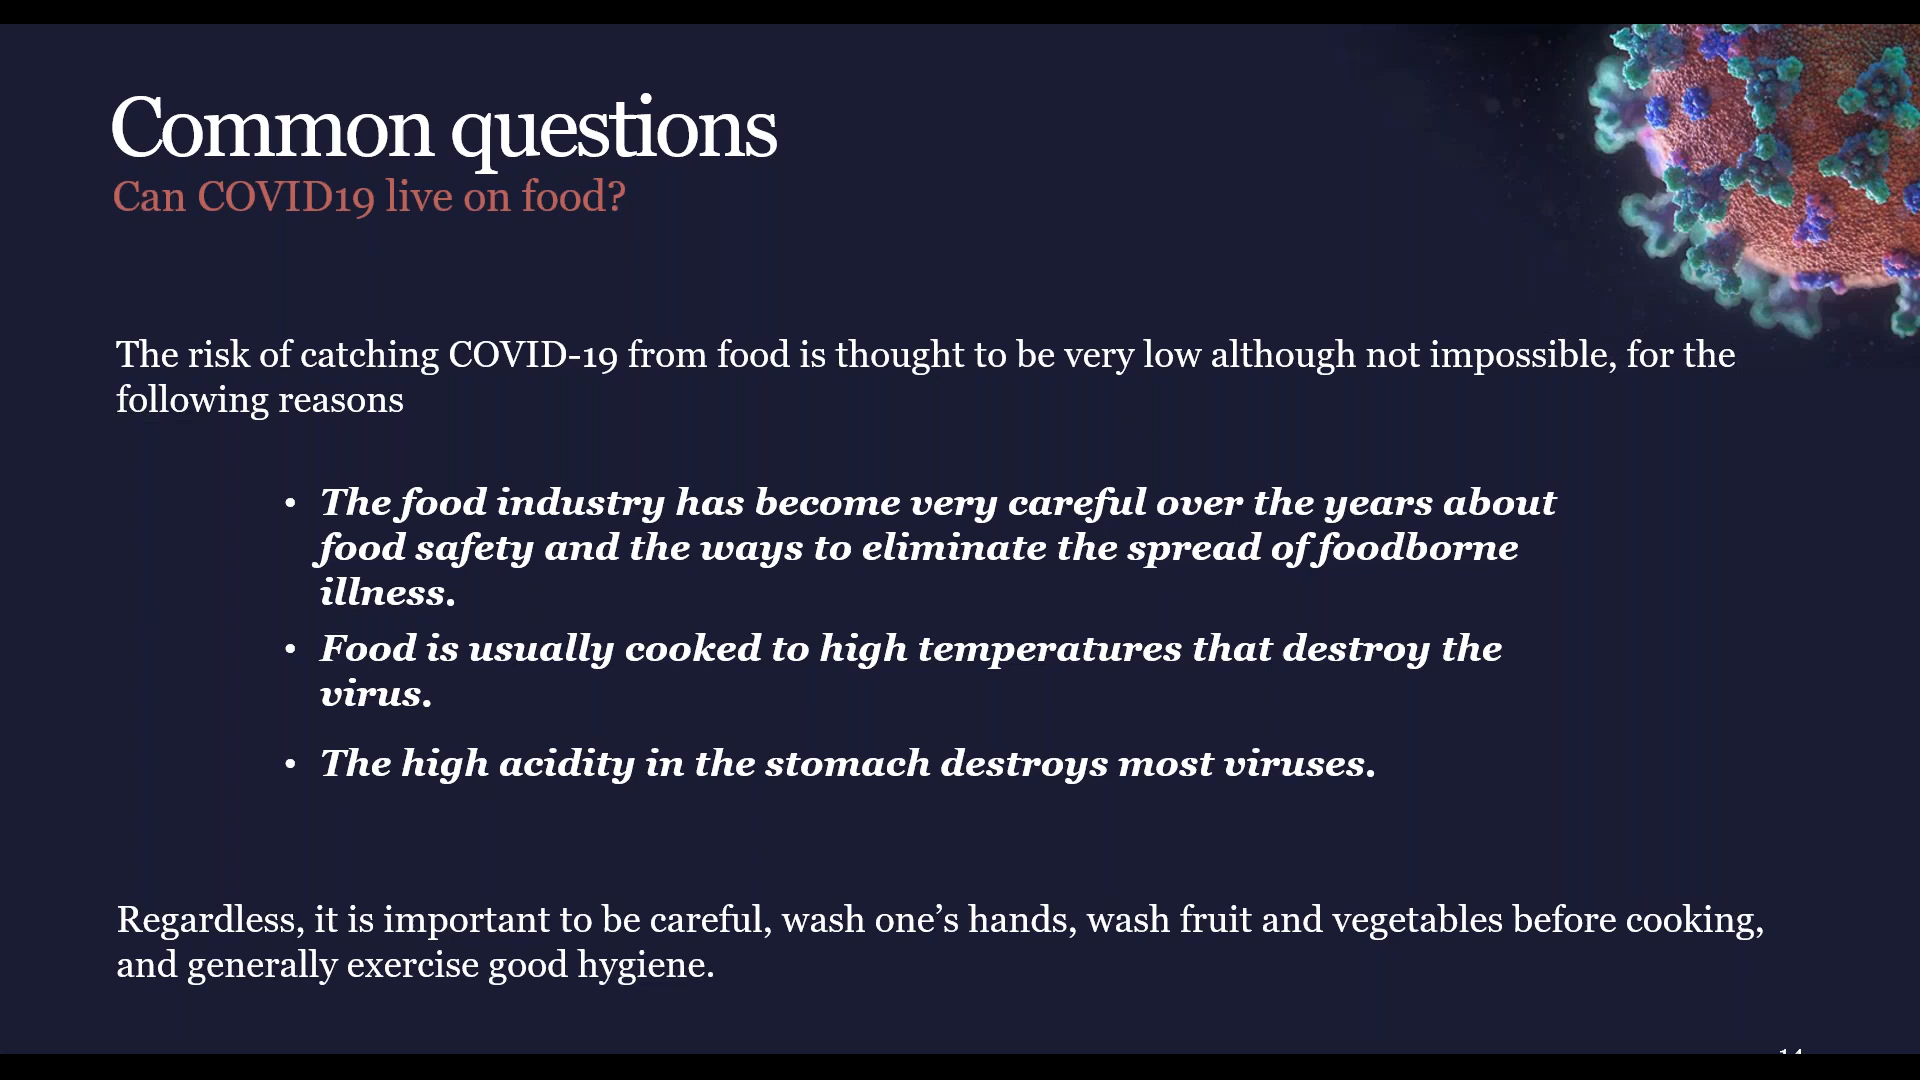 Common questions
Can COVID19 live on food?
The risk of catching COVID-19 from food is thought to be very low although not impossible, for the
following reasons
• The food industry has become very careful over the years about
food safety and the ways to eliminate the spread of foodborne
illness.
• Food is usually cooked to high temperatures that destroy the
virus.
• The high acidity in the stomach destroys most viruses.
Regardless, it is important to be careful, wash one’s hands, wash fruit and vegetables before cooking,
and generally exercise good hygiene.